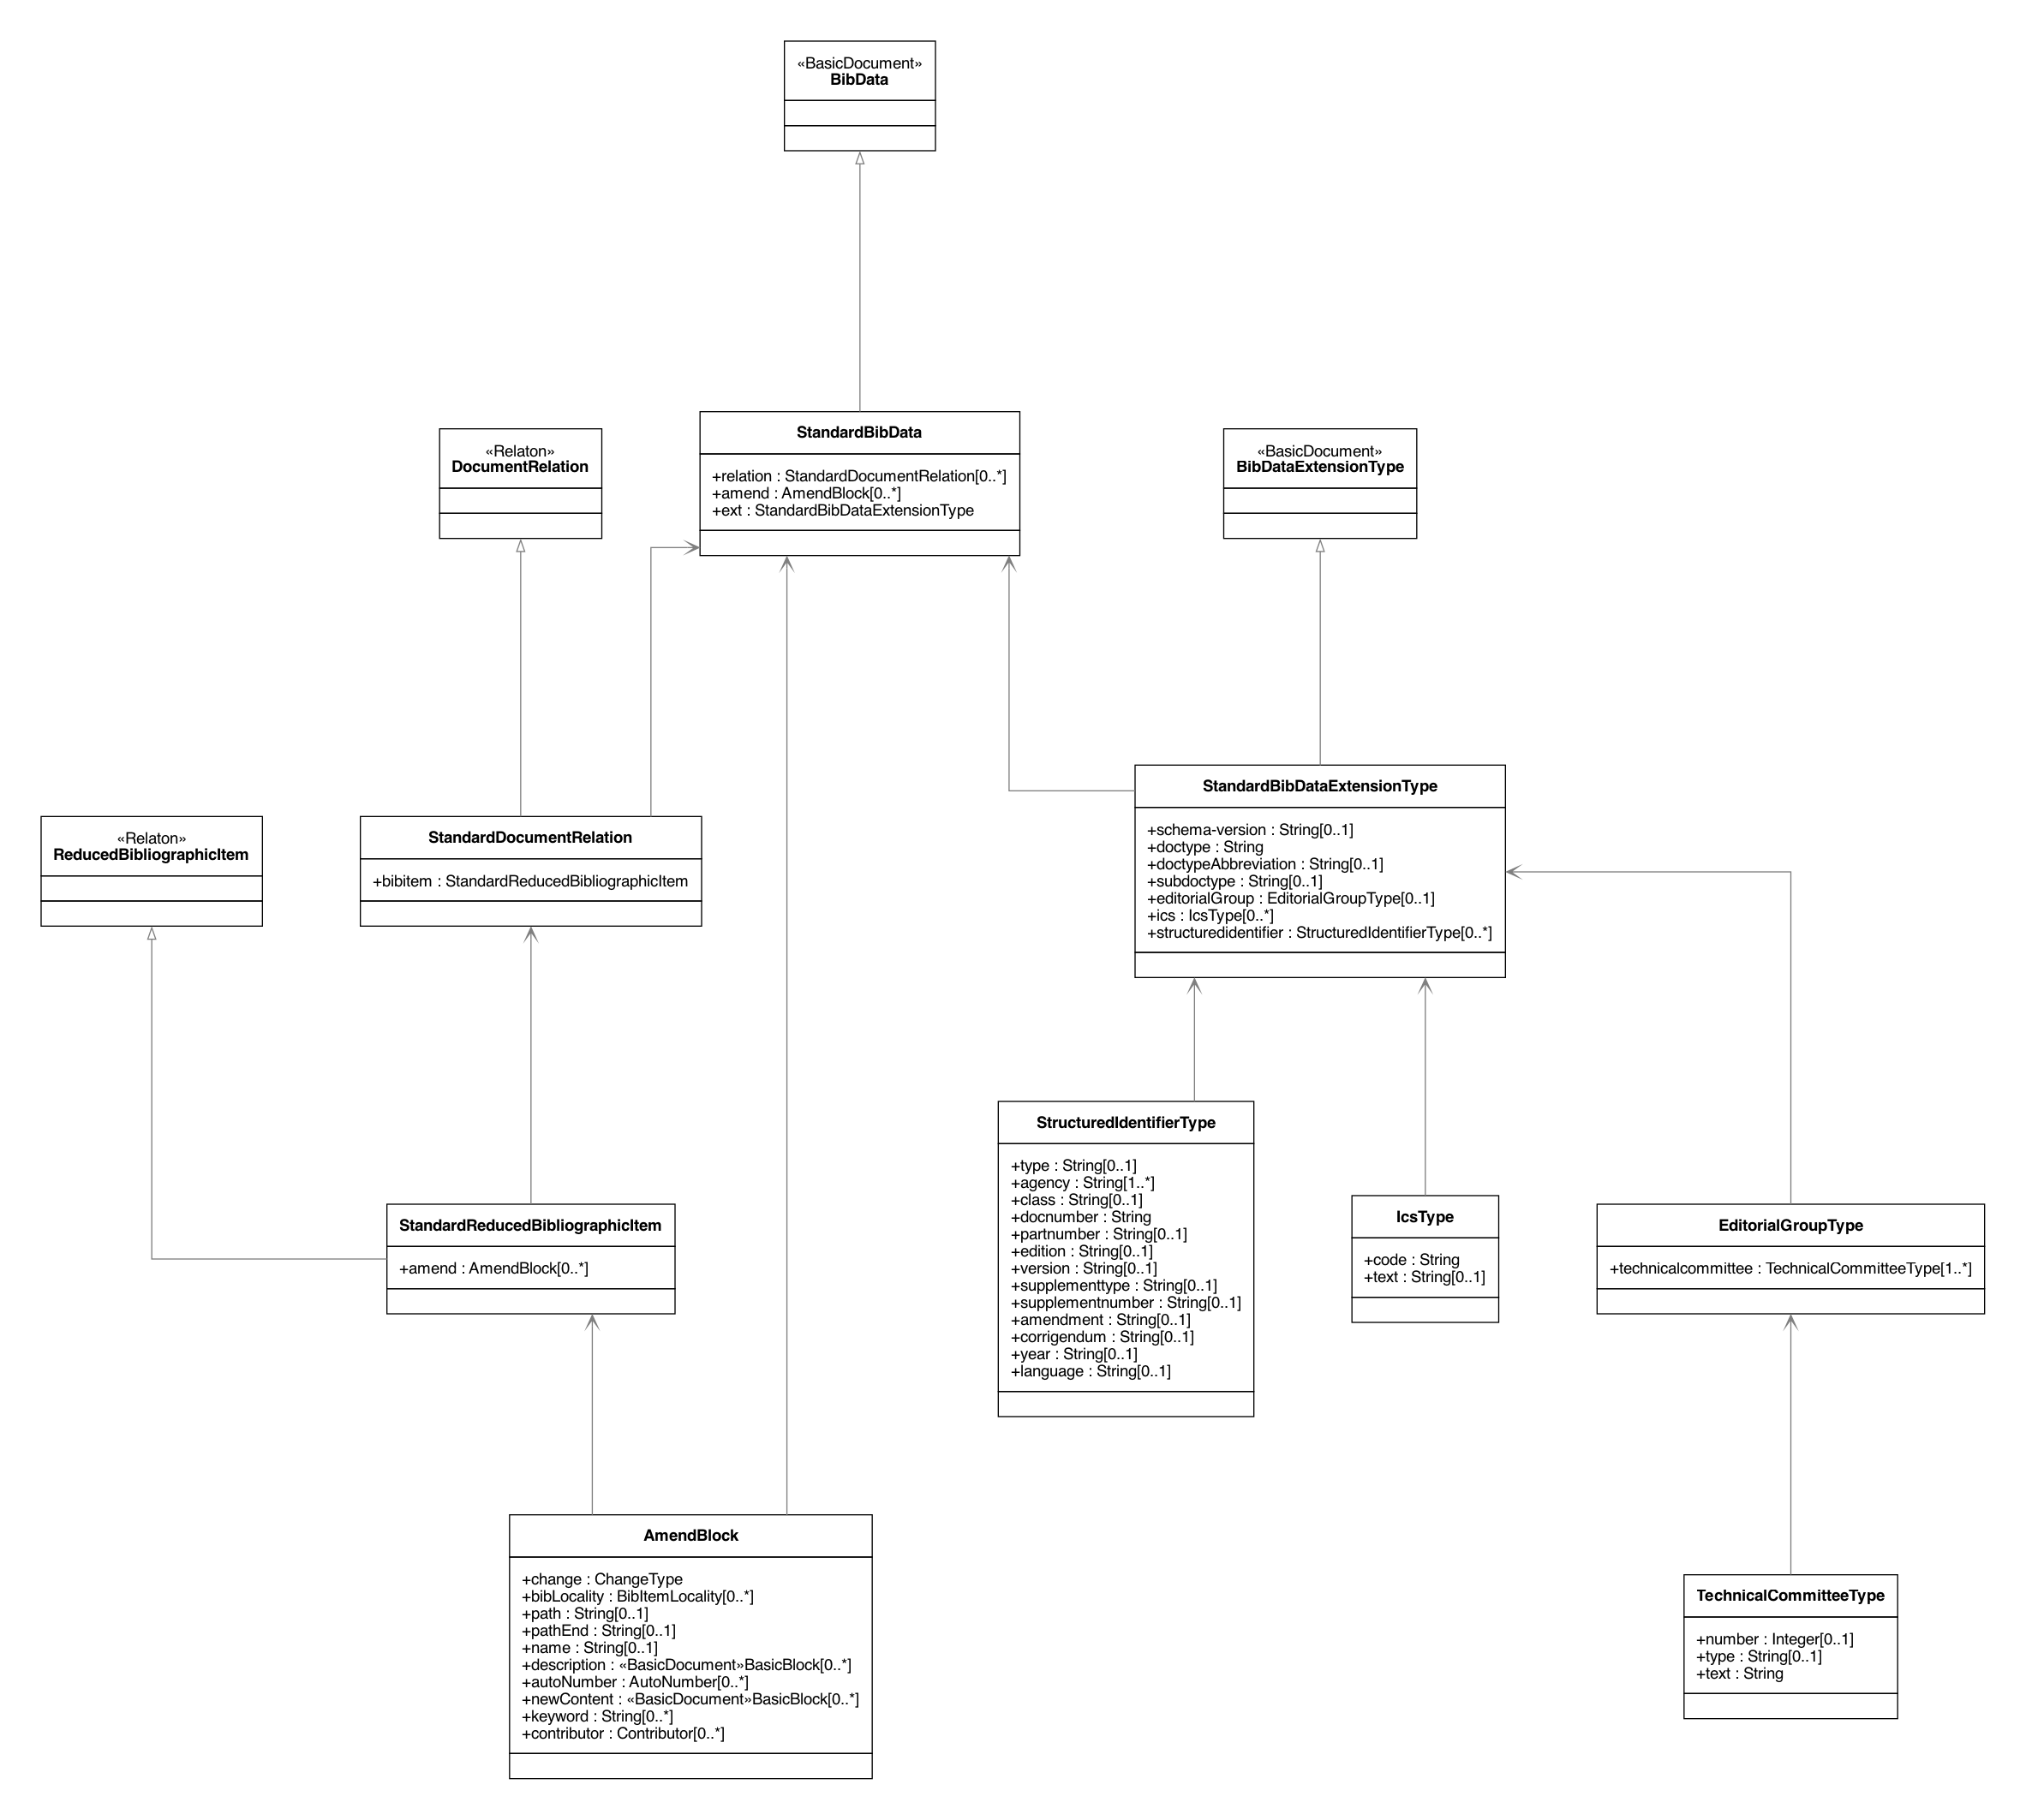 «BasicDocument»
BibData
StandardBibData
+relation : StandardDocumentRelation[0..*]
+amend : AmendBlock[0..*]
+ext : StandardBibDataExtensionType
«Relaton»
DocumentRelation
«BasicDocument»
BibDataExtensionType
StandardBibDataExtensionType
+schema-version : String[0..1]
+doctype : String
+doctypeAbbreviation : String[0..1]
+subdoctype : String[0..1]
+editorialGroup : EditorialGroupType[0..1]
+ics : IcsType[0..*]
+structuredidentifier : StructuredIdentifierType[0..*]
«Relaton»
ReducedBibliographicItem
StandardDocumentRelation
+bibitem : StandardReducedBibliographicItem
StructuredIdentifierType
+type : String[0..1]
+agency : String[1..*]
+class : String[0..1]
+docnumber : String
+partnumber : String[0..1]
+edition : String[0..1]
+version : String[0..1]
+supplementtype : String[0..1]
+supplementnumber : String[0..1]
+amendment : String[0..1]
+corrigendum : String[0..1]
+year : String[0..1]
+language : String[0..1]
IcsType
+code : String
+text : String[0..1]
EditorialGroupType
+technicalcommittee : TechnicalCommitteeType[1..*]
StandardReducedBibliographicItem
+amend : AmendBlock[0..*]
AmendBlock
+change : ChangeType
+bibLocality : BibItemLocality[0..*]
+path : String[0..1]
+pathEnd : String[0..1]
+name : String[0..1]
+description : «BasicDocument»BasicBlock[0..*]
+autoNumber : AutoNumber[0..*]
+newContent : «BasicDocument»BasicBlock[0..*]
+keyword : String[0..*]
+contributor : Contributor[0..*]
TechnicalCommitteeType
+number : Integer[0..1]
+type : String[0..1]
+text : String